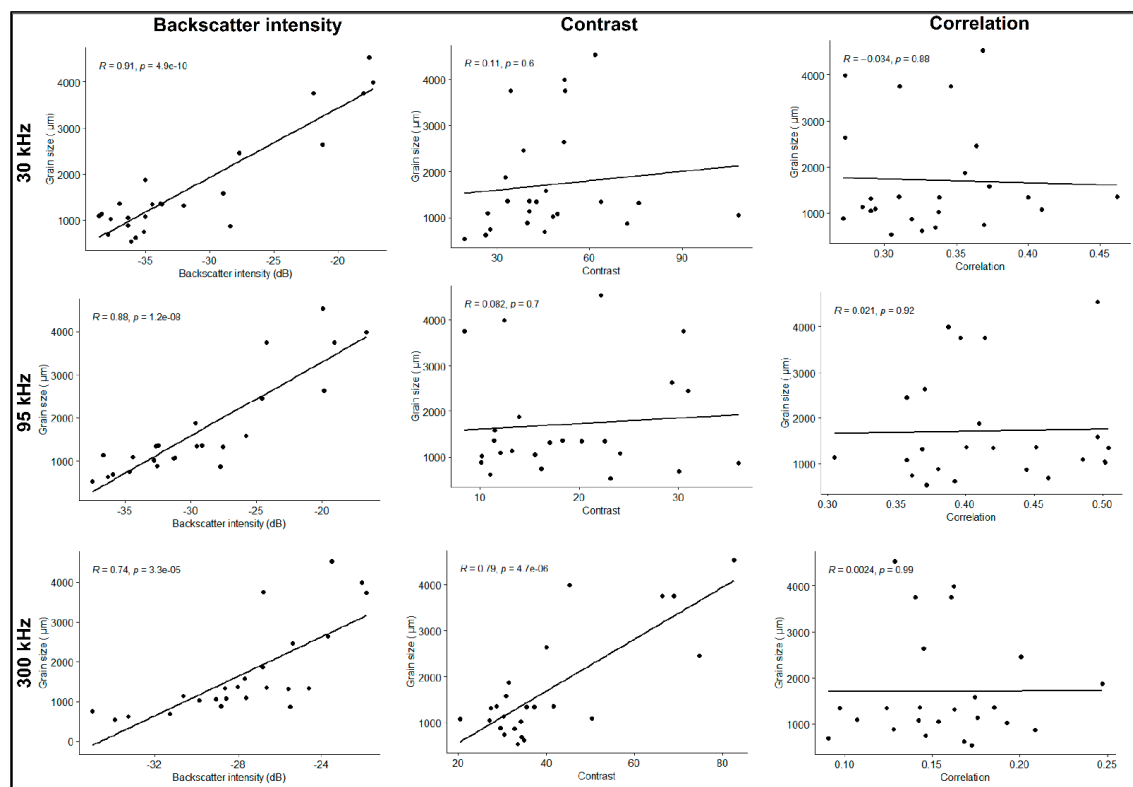 Backscatter intensity Contrast Correlation
30 kHz
R = 0.91, p = 4.9e-10
Grain size ( µm)
4000
3000
2000
1000
-35 -30 -25 -20
Backscatter intensity (dB)
R = 0.11, p = 0.6
Grain size ( µm)
4000
3000
2000
1000
30 60 90
Contrast
R = −0.034, p = 0.88
Grain size ( µm)
4000
3000
2000
1000
0.30 0.35 0.40 0.45
Correlation
95 kHz
R = 0.88, p = 1.2e-08
Grain size ( µm)
4000
3000
2000
1000
-35 -30 -25 -20
Backscatter intensity (dB)
R = 0.082, p = 0.7
Grain size ( µm)
4000
3000
2000
1000
10 20 30
Contrast
R = 0.021, p = 0.92
Grain size ( µm)
4000
3000
2000
1000
0.30 0.35 0.40 0.45 0.50
Correlation
300 kHz
R = 0.74, p = 3.3e-05
Grain size ( µm)
4000
3000
2000
1000
0
-32 -28 -24
Backscatter intensity (dB)
R = 0.79, p = 4.7e-06
Grain size ( µm)
4000
3000
2000
1000
20 40 60 80
Contrast
R = 0.0024, p = 0.99
Grain size ( µm)
4000
3000
2000
1000
0.10 0.15 0.20 0.25
Correlation